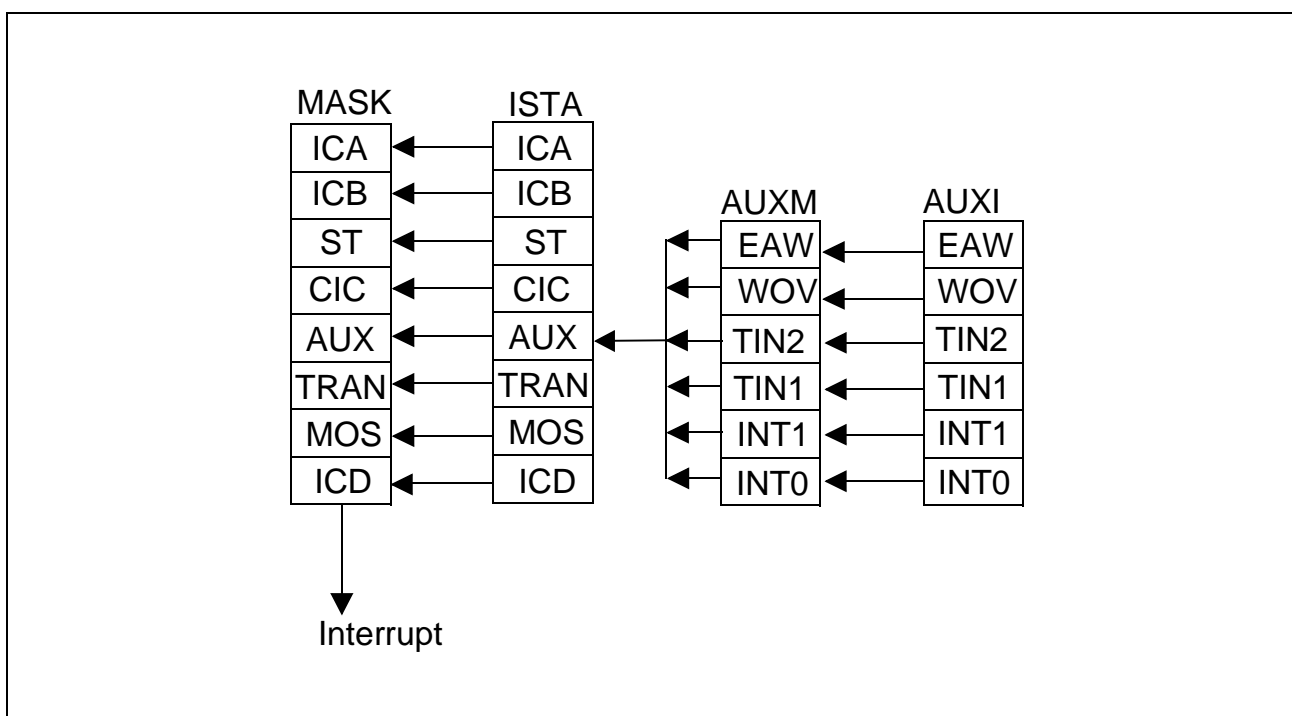 MASK ISTA
ICA ICA
ICB ICB AUXM AUXI
ST ST EAW EAW
CIC CIC WOV WOV
AUX AUX TIN2 TIN2
TRAN TRAN TIN1 TIN1
MOS MOS INT1 INT1
ICD ICD INT0 INT0
Interrupt